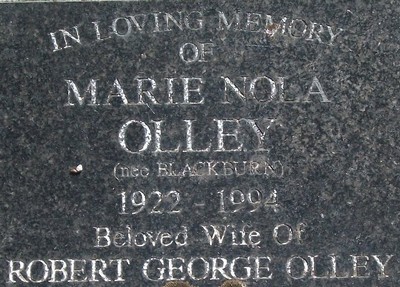 IN LOVING MEMORY
OF
MARIE NOLA
OLLEY
(nee BLACKBURN)
1922 - 1994
Beloved Wife Of
ROBERT GEORGE OLLEY